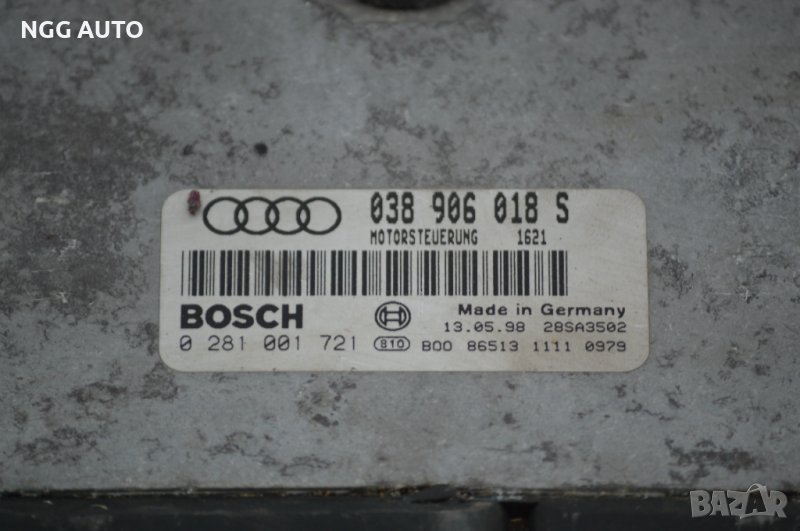 NGG AUTO
038 906 018 S
MOTORSTEUERUNG 1621
BOSCH
Made in Germany
13.05.98 28SA3502
0 281 001 721 810 B00 86513 1111 0979
BAZAR